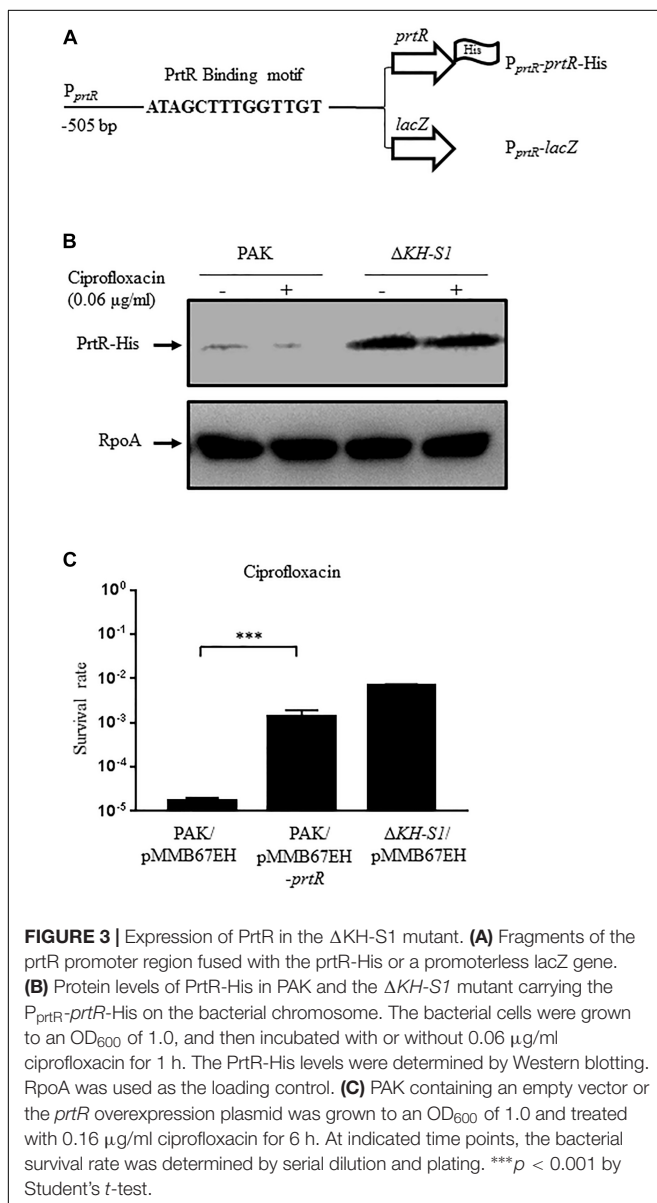 A
prtR
His
PprtR-prtR-His
PrtR Binding motif
PprtR
ATAGCTTTGGTTGT
-505 bp
lacZ
PprtR-lacZ
B
PAK
ΔKH-S1
Ciprofloxacin
(0.06 µg/ml)
- + - +
PrtR-His
RpoA
C
Ciprofloxacin
Survival rate
10^0
10^-1
10^-2
10^-3
10^-4
10^-5
***
PAK/
pMMB67EH
PAK/
pMMB67EH
-prtR
ΔKH-S1/
pMMB67EH
FIGURE 3 | Expression of PrtR in the ΔKH-S1 mutant. (A) Fragments of the
prtR promoter region fused with the prtR-His or a promoterless lacZ gene.
(B) Protein levels of PrtR-His in PAK and the ΔKH-S1 mutant carrying the
PprtR-prtR-His on the bacterial chromosome. The bacterial cells were grown
to an OD600 of 1.0, and then incubated with or without 0.06 µg/ml
ciprofloxacin for 1 h. The PrtR-His levels were determined by Western blotting.
RpoA was used as the loading control. (C) PAK containing an empty vector or
the prtR overexpression plasmid was grown to an OD600 of 1.0 and treated
with 0.16 µg/ml ciprofloxacin for 6 h. At indicated time points, the bacterial
survival rate was determined by serial dilution and plating. ***p < 0.001 by
Student's t-test.